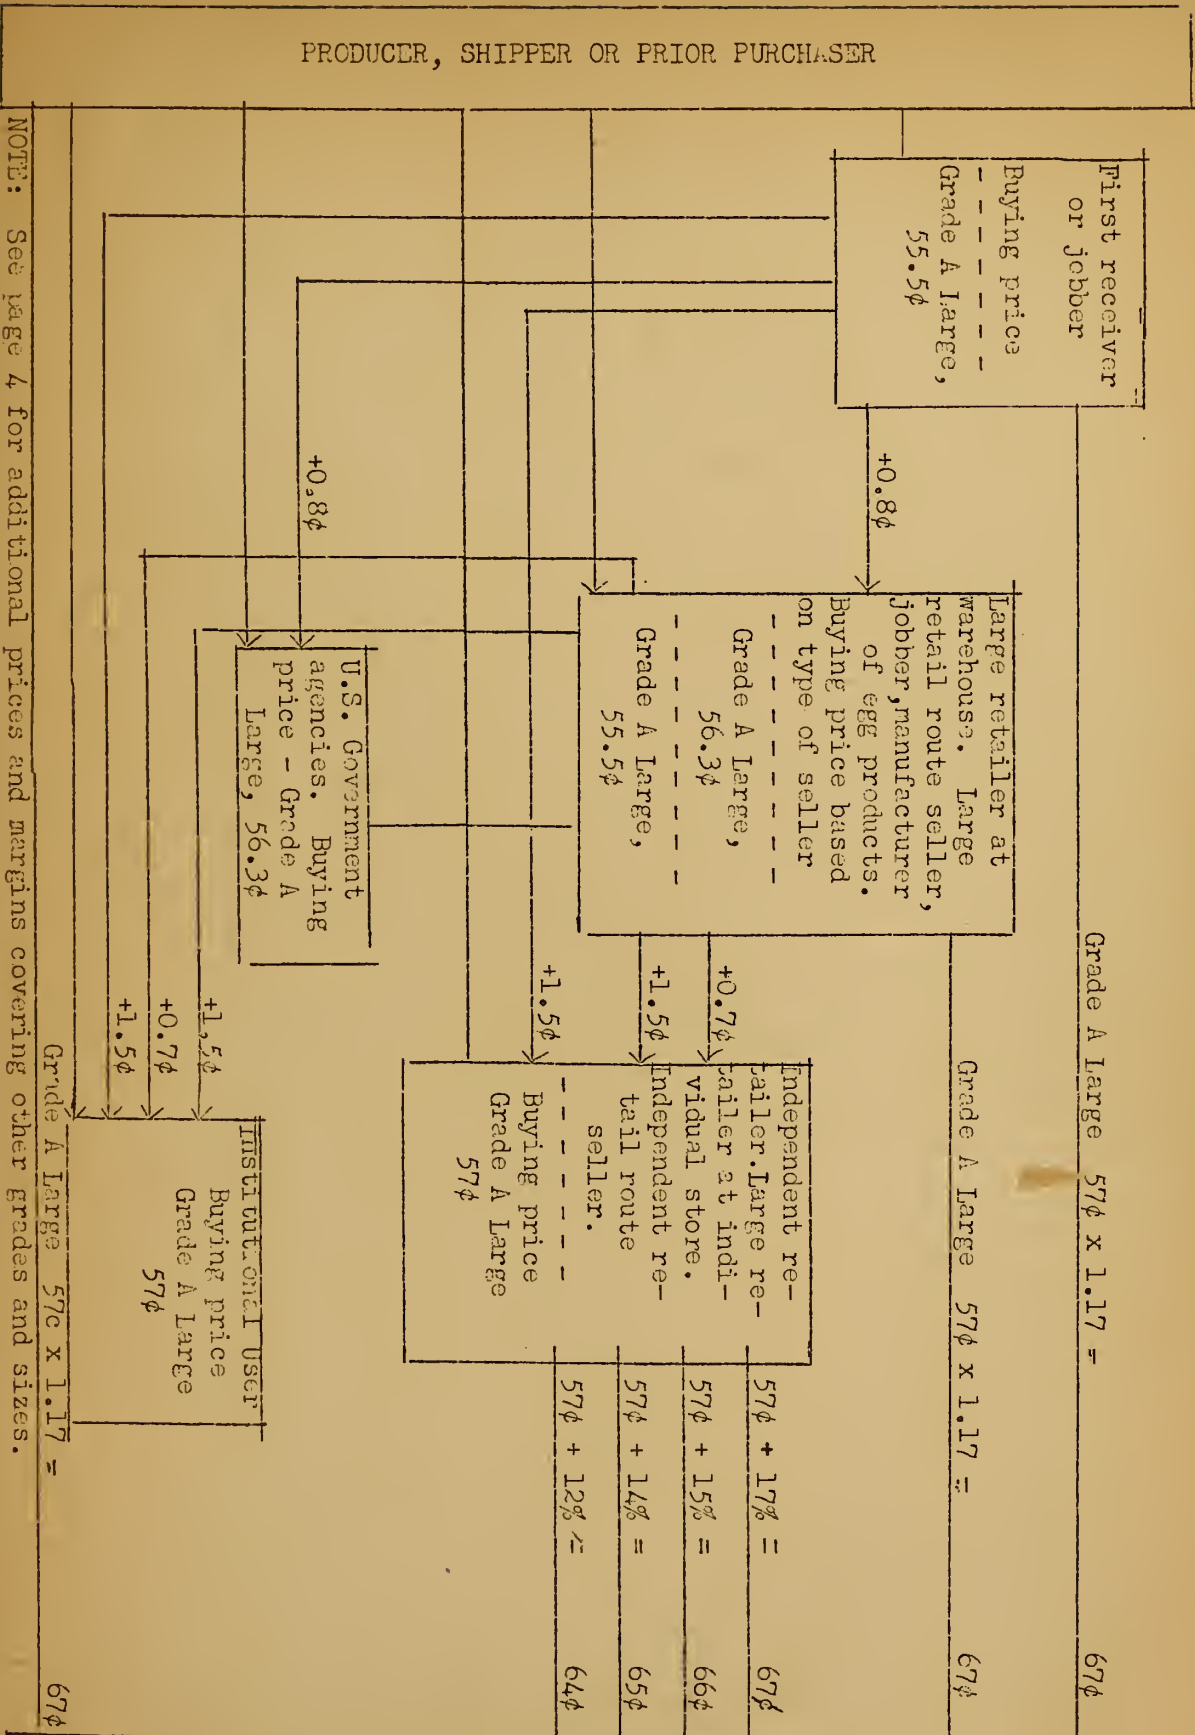 PRODUCER, SHIPPER OR PRIOR PURCHASER
First receiver
or jobber
Buying price
- - - - - - -
Grade A Large,
55.5¢
+0.8¢
+0.8¢
Large retailer at
warehouse. Large
retail route seller,
jobber,manufacturer
of egg products.
Buying price based
on type of seller
- - - - - - - - -
Grade A Large,
56.3¢
- - - - - - - - -
Grade A Large,
55.5¢
U.S. Government
agencies. Buying
price - Grade A
Large, 56.3¢
+0.7¢
+1.5¢
+1.5¢
+1,5¢
+0.7¢
+1.5¢
Independent re-
tailer.Large re-
tailer at indi-
vidual store.
Independent re-
tail route
seller.
- - - - - - -
Buying price
Grade A Large
57¢
Institutional User
Buying price
Grade A Large
57¢
Grade A Large 57¢ x 1.17 = 67¢
Grade A Large 57¢ x 1.17 = 67¢
57¢ + 17% = 67¢
57¢ + 15% = 66¢
57¢ + 14% = 65¢
57¢ + 12% = 64¢
Grade A Large 57c x 1.17 = 67¢
NOTE: See page 4 for additional prices and margins covering other grades and sizes.